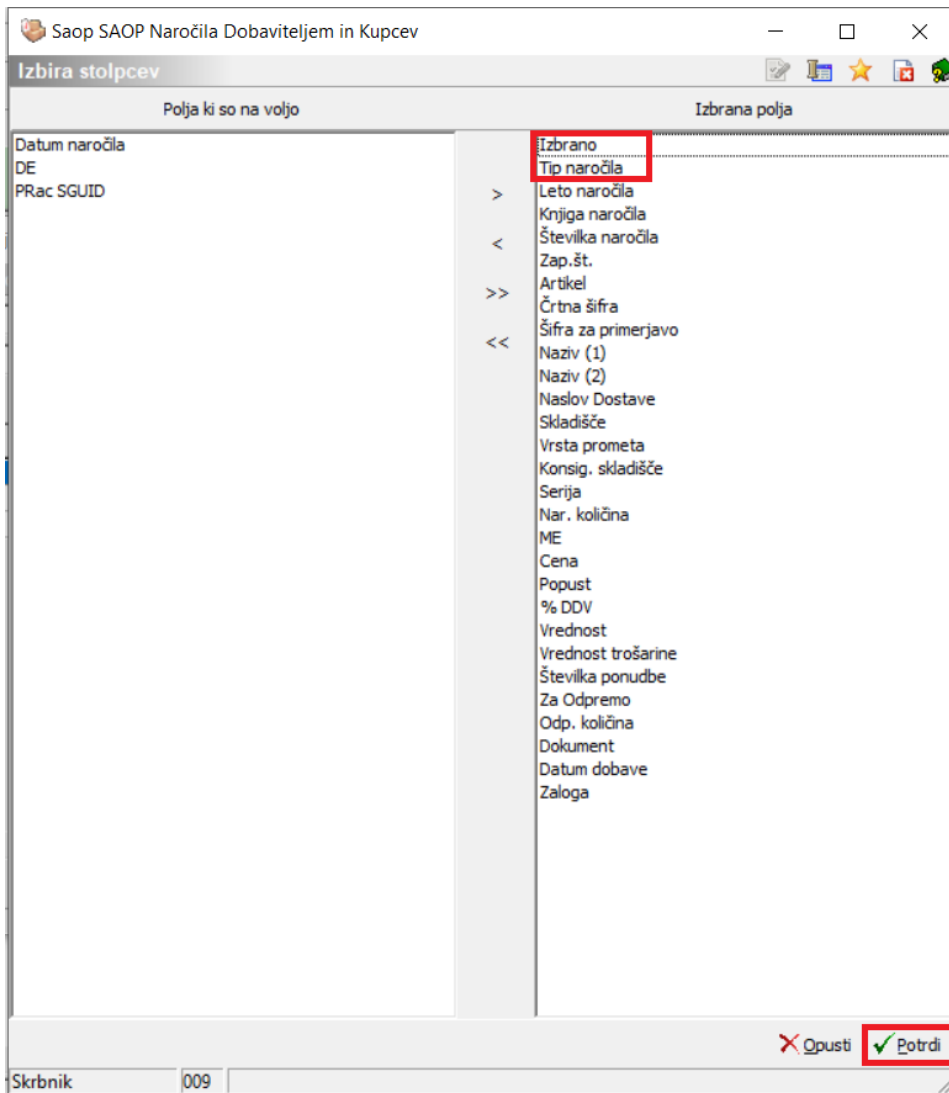 Saop SAOP Naročila Dobaviteljem in Kupcev
Izbira stolpcev
Polja ki so na voljo
Izbrana polja
Datum naročila
DE
PRac SGUID
>
<
>>
<<
Izbrano
Tip naročila
Leto naročila
Knjiga naročila
Številka naročila
Zap.št.
Artikel
Črtna šifra
Šifra za primerjavo
Naziv (1)
Naziv (2)
Naslov Dostave
Skladišče
Vrsta prometa
Konsig. skladišče
Serija
Nar. količina
ME
Cena
Popust
% DDV
Vrednost
Vrednost trošarine
Številka ponudbe
Za Odpremo
Odp. količina
Dokument
Datum dobave
Zaloga
Opusti
Potrdi
Skrbnik
009